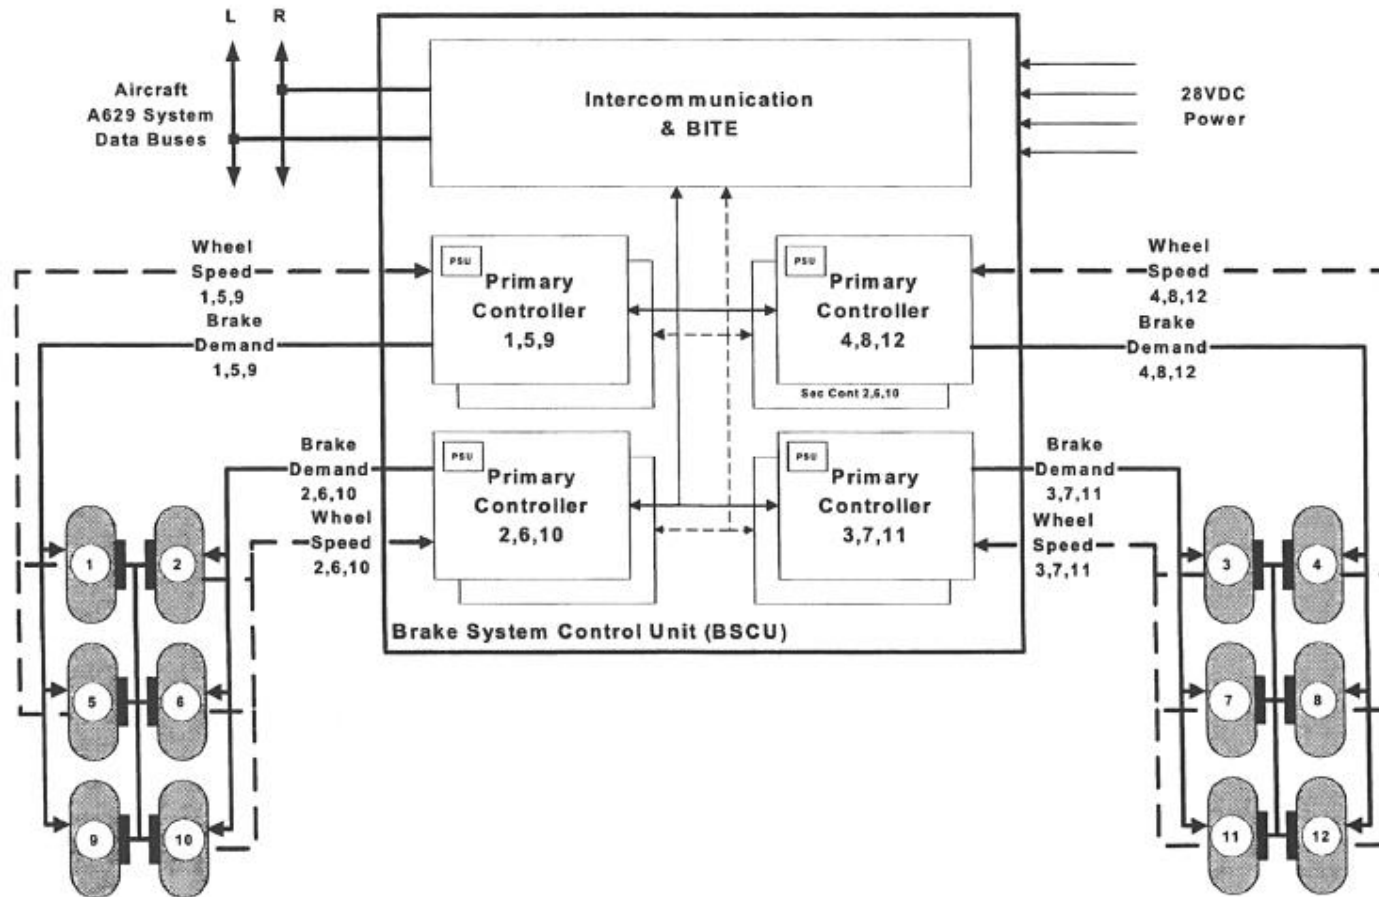 L
R
Aircraft
A629 System
Data Buses
Intercommunication
& BITE
28VDC
Power
Wheel
Speed
1,5,9
Brake
Demand
1,5,9
PSU
Primary
Controller
1,5,9
PSU
Primary
Controller
4,8,12
Sec Cont 2,6,10
Wheel
Speed
4,8,12
Brake
Demand
4,8,12
Brake
Demand
2,6,10
Wheel
Speed
2,6,10
PSU
Primary
Controller
2,6,10
PSU
Primary
Controller
3,7,11
Brake
Demand
3,7,11
Wheel
Speed
3,7,11
Brake System Control Unit (BSCU)
1
2
3
4
5
6
7
8
9
10
11
12